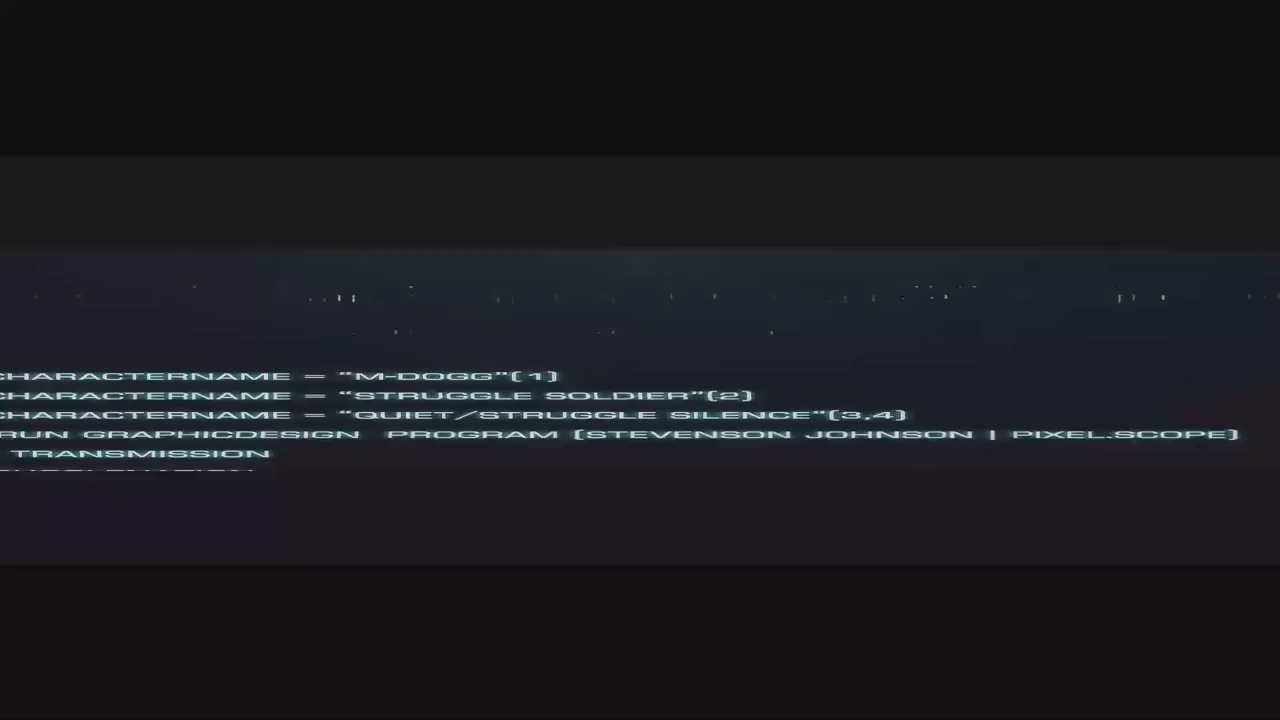 CHARACTERNAME = “M-DOGG”(1)
CHARACTERNAME = “STRUGGLE SOLDIER”(2)
CHARACTERNAME = “QUIET/STRUGGLE SILENCE”(3,4)
RUN GRAPHICDESIGN PROGRAM [STEVENSON JOHNSON | PIXEL.SCOPE]
TRANSMISSION